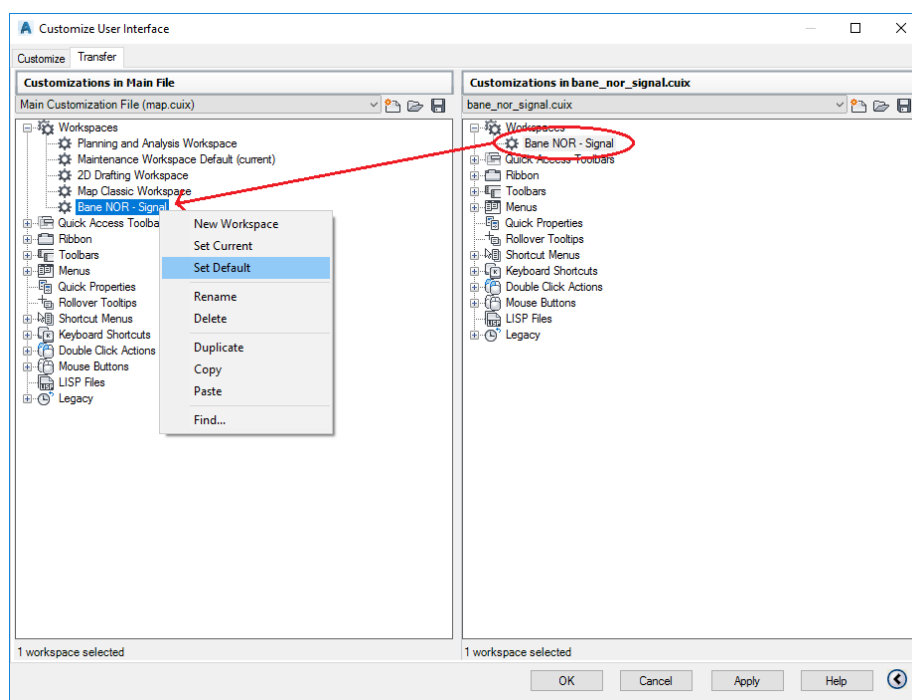 Customize User Interface
Customize Transfer
Customizations in Main File
Main Customization File (map.cuix)
Workspaces
Planning and Analysis Workspace
Maintenance Workspace Default (current)
2D Drafting Workspace
Map Classic Workspace
Bane NOR - Signal
Quick Access Toolba
Ribbon
Toolbars
Menus
Quick Properties
Rollover Tooltips
Shortcut Menus
Keyboard Shortcuts
Double Click Actions
Mouse Buttons
LISP Files
Legacy
New Workspace
Set Current
Set Default
Rename
Delete
Duplicate
Copy
Paste
Find...
1 workspace selected
Customizations in bane_nor_signal.cuix
bane_nor_signal.cuix
Workspaces
Bane NOR - Signal
Quick Access Toolbars
Ribbon
Toolbars
Menus
Quick Properties
Rollover Tooltips
Shortcut Menus
Keyboard Shortcuts
Double Click Actions
Mouse Buttons
LISP Files
Legacy
1 workspace selected
OK Cancel Apply Help